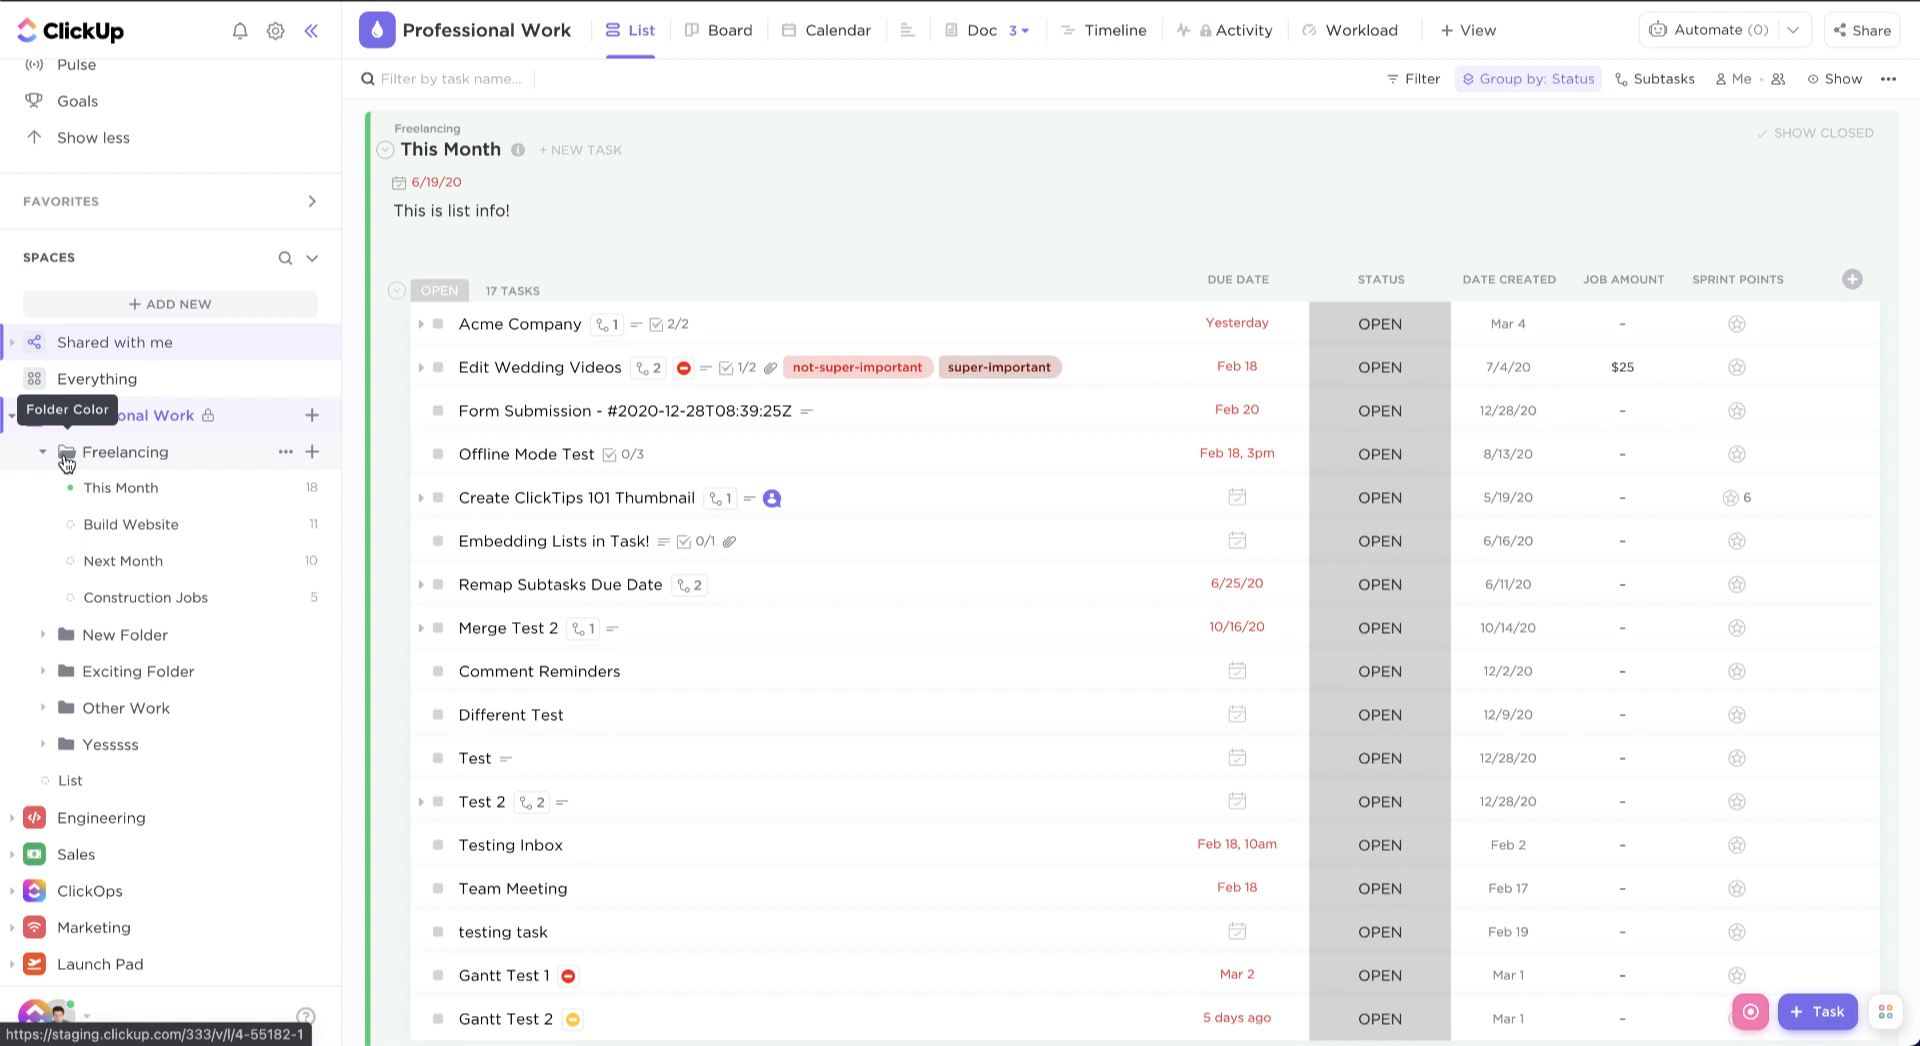 ClickUp
Professional Work
List
Board
Calendar
Doc 3
Timeline
Activity
Workload
+ View
Automate (0)
Share
Pulse
Goals
Show less
Filter by task name...
Filter
Group by: Status
Subtasks
Me
Show
FAVORITES
SPACES
+ ADD NEW
Shared with me
Everything
Folder Color
onal Work
Freelancing
This Month 18
Build Website 11
Next Month 10
Construction Jobs 5
New Folder
Exciting Folder
Other Work
Yesssss
List
Engineering
Sales
ClickOps
Marketing
Launch Pad
https://staging.clickup.com/333/v/l/4-55182-1
Freelancing
This Month + NEW TASK
SHOW CLOSED
6/19/20
This is list info!
OPEN 17 TASKS DUE DATE STATUS DATE CREATED JOB AMOUNT SPRINT POINTS
Acme Company 1 2/2 Yesterday OPEN Mar 4 -
Edit Wedding Videos 2 1/2 not-super-important super-important Feb 18 OPEN 7/4/20 $25
Form Submission - #2020-12-28T08:39:25Z Feb 20 OPEN 12/28/20 -
Offline Mode Test 0/3 Feb 18, 3pm OPEN 8/13/20 -
Create ClickTips 101 Thumbnail 1 OPEN 5/19/20 - 6
Embedding Lists in Task! 0/1 OPEN 6/16/20 -
Remap Subtasks Due Date 2 6/25/20 OPEN 6/11/20 -
Merge Test 2 1 10/16/20 OPEN 10/14/20 -
Comment Reminders OPEN 12/2/20 -
Different Test OPEN 12/9/20 -
Test OPEN 12/28/20 -
Test 2 2 OPEN 12/28/20 -
Testing Inbox Feb 18, 10am OPEN Feb 2 -
Team Meeting Feb 18 OPEN Feb 17 -
testing task OPEN Feb 19 -
Gantt Test 1 Mar 2 OPEN Mar 1 -
Gantt Test 2 5 days ago OPEN Mar 1 -
+ Task